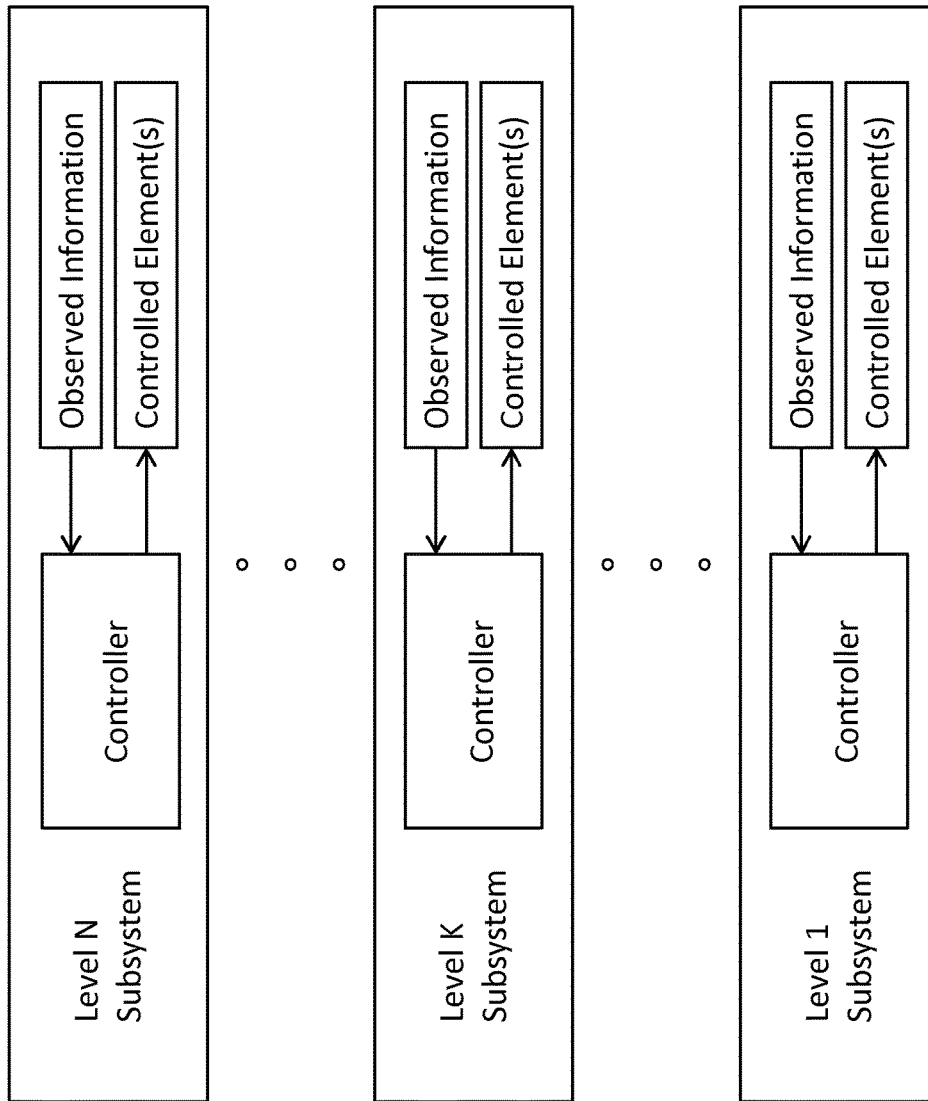 Level N
Subsystem
Controller
Observed Information
Controlled Element(s)
Level K
Subsystem
Controller
Observed Information
Controlled Element(s)
Level 1
Subsystem
Controller
Observed Information
Controlled Element(s)